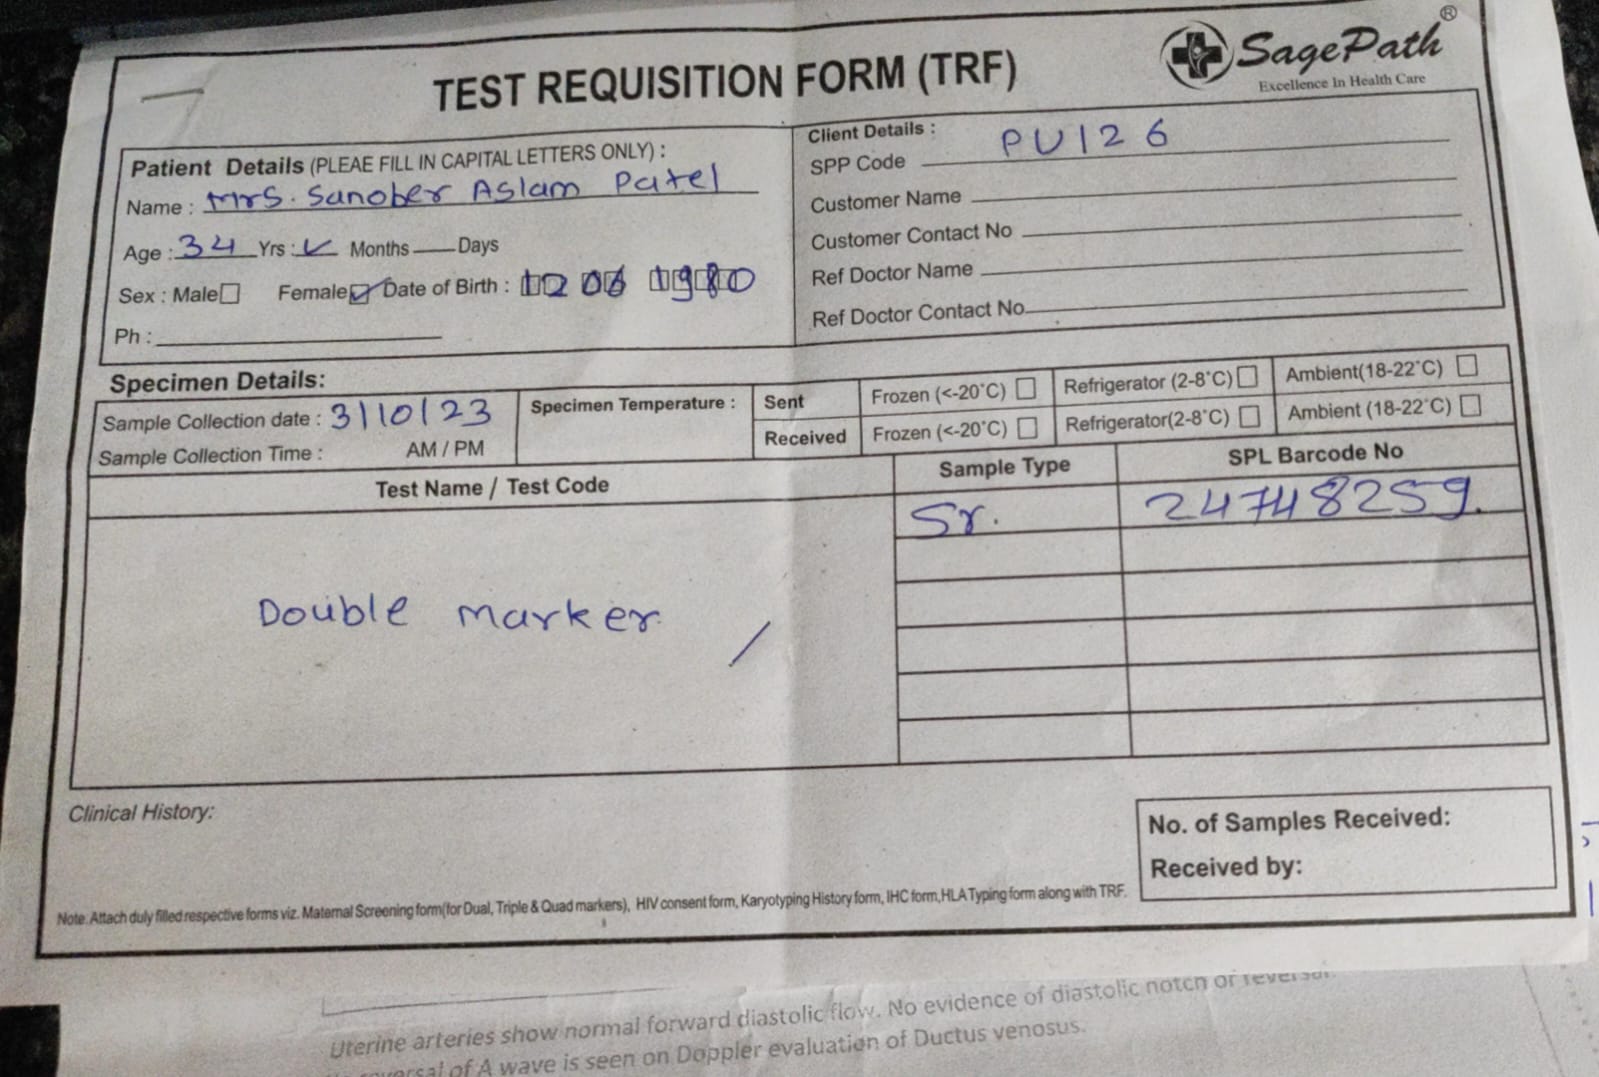 SagePath®
Excellence In Health Care
TEST REQUISITION FORM (TRF)
Patient Details (PLEAE FILL IN CAPITAL LETTERS ONLY) :
Name : Mrs. Sanober Aslam Patel
Age : 34 Yrs : ✓ Months Days
Sex : Male☐ Female☑ Date of Birth : 12 06 1980
Ph :
Client Details :
SPP Code PU126
Customer Name
Customer Contact No
Ref Doctor Name
Ref Doctor Contact No.
Specimen Details:
Sample Collection date : 3/10/23
Sample Collection Time : AM / PM
Specimen Temperature :
Sent Frozen (<-20°C) ☐ Refrigerator (2-8°C) ☐ Ambient(18-22°C) ☐
Received Frozen (<-20°C) ☐ Refrigerator(2-8°C) ☐ Ambient (18-22°C) ☐
Test Name / Test Code Sample Type SPL Barcode No
Sr. 24748259.
Double marker /
Clinical History:
No. of Samples Received:
Received by:
Note. Attach duly filled respective forms viz. Maternal Screening form(for Dual, Triple & Quad markers), HIV consent form, Karyotyping History form, IHC form,HLA Typing form along with TRF.
Uterine arteries show normal forward diastolic flow. No evidence of diastolic notch or reversal.
of A wave is seen on Doppler evaluation of Ductus venosus.